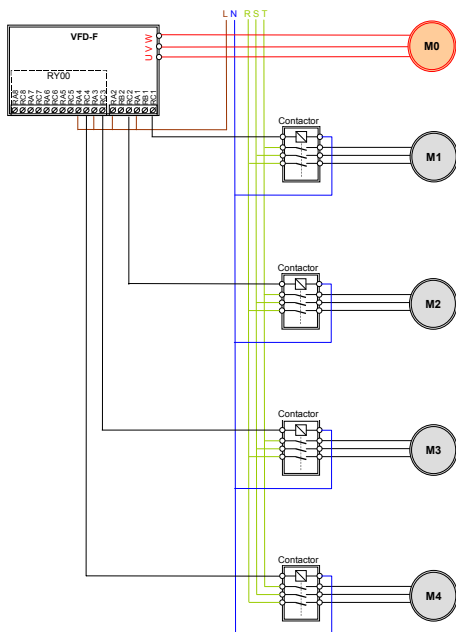 L N R S T
VFD-F
U V W
M0
RY00
RA8 RC8 RA7 RC7 RA6 RC6 RA5 RC5 RA4 RC4 RA3 RC3 RA2 RB2 RC2 RA1 RB1 RC1
Contactor
M1
Contactor
M2
Contactor
M3
Contactor
M4